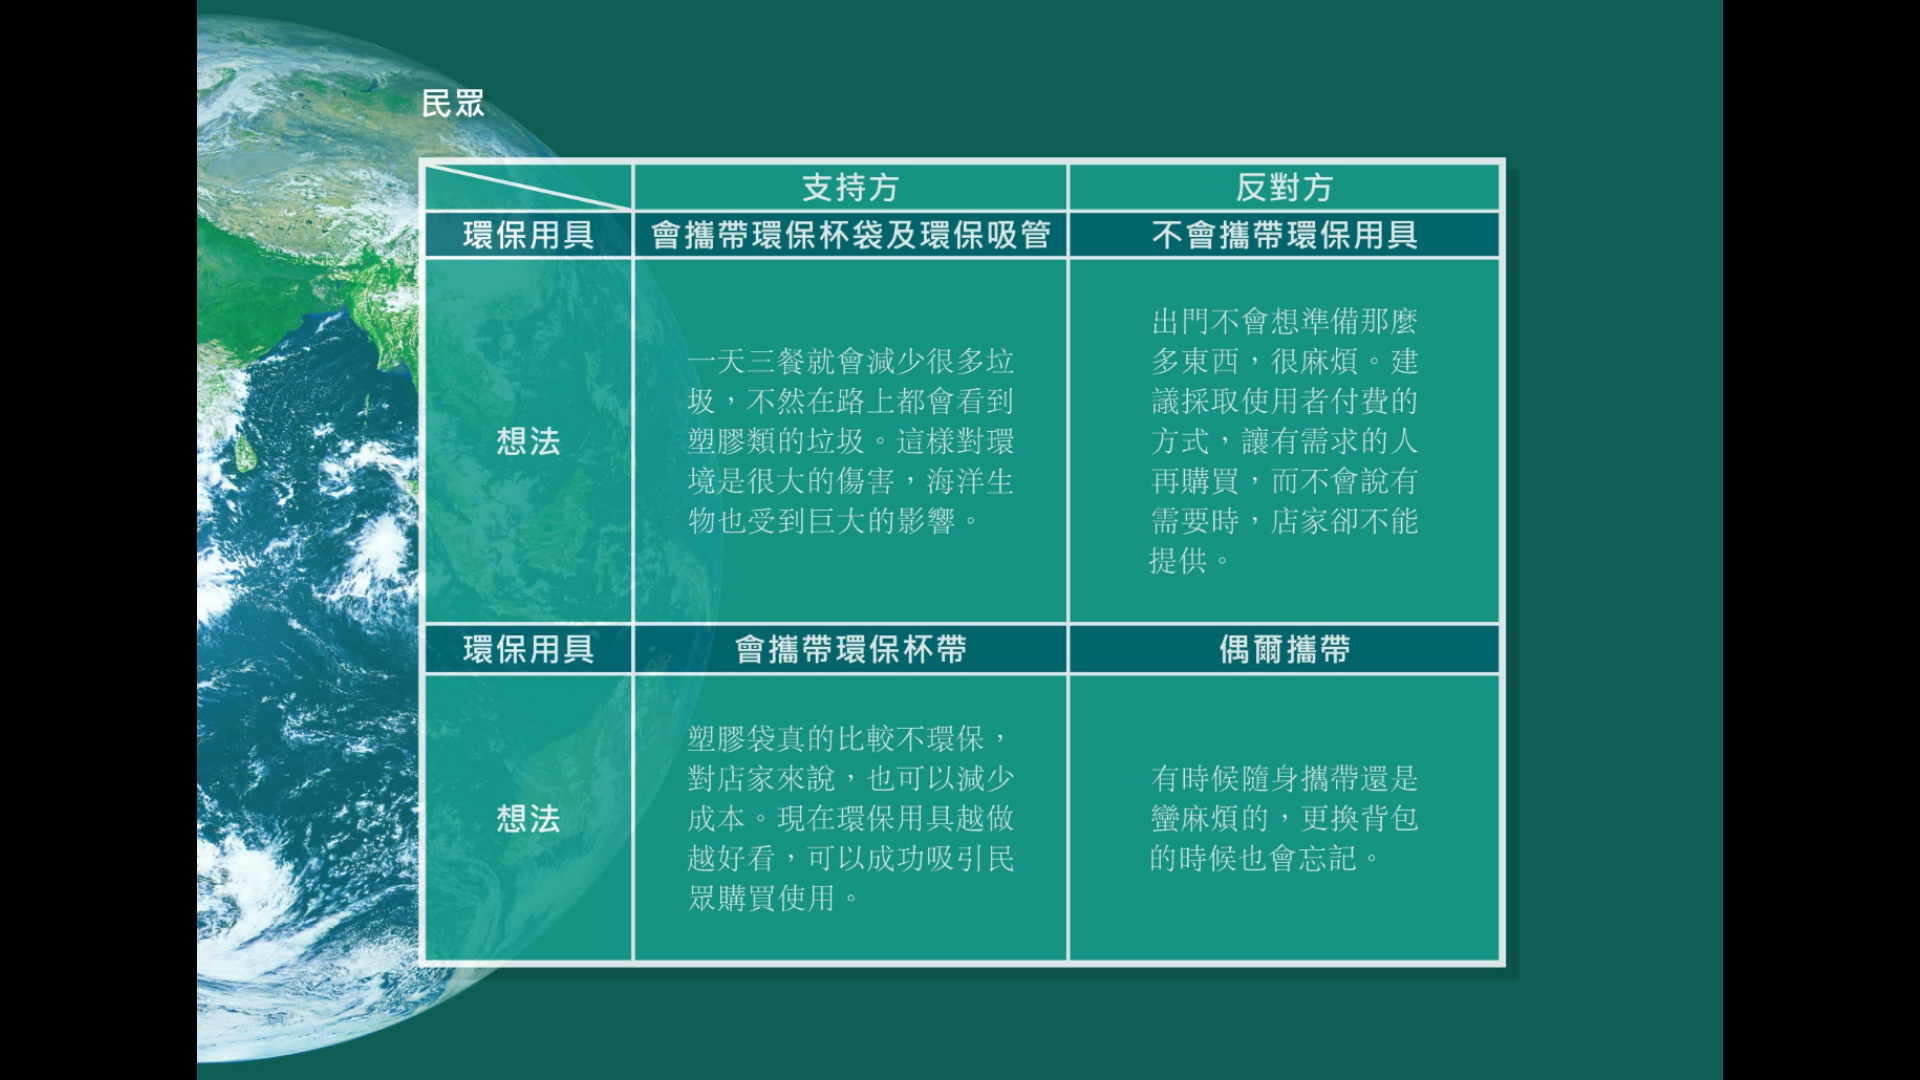 民眾
支持方
反對方
環保用具
會攜帶環保杯袋及環保吸管
不會攜帶環保用具
想法
一天三餐就會減少很多垃
圾，不然在路上都會看到
塑膠類的垃圾。這樣對環
境是很大的傷害，海洋生
物也受到巨大的影響。
出門不會想準備那麼
多東西，很麻煩。建
議採取使用者付費的
方式，讓有需求的人
再購買，而不會說有
需要時，店家卻不能
提供。
環保用具
會攜帶環保杯帶
偶爾攜帶
想法
塑膠袋真的比較不環保，
對店家來說，也可以減少
成本。現在環保用具越做
越好看，可以成功吸引民
眾購買使用。
有時候隨身攜帶還是
蠻麻煩的，更換背包
的時候也會忘記。